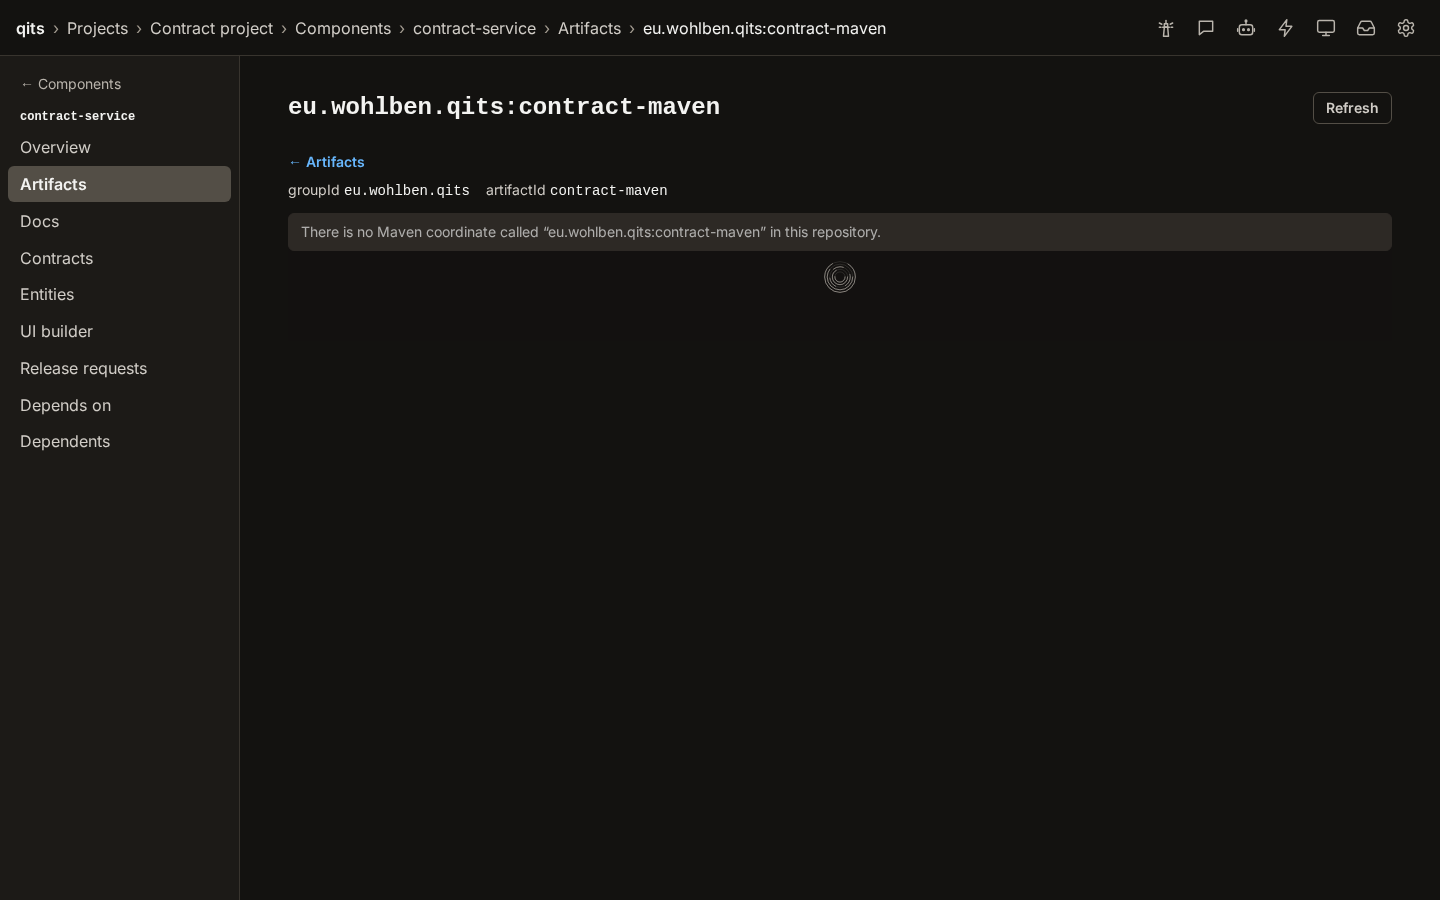 qits › Projects › Contract project › Components › contract-service › Artifacts › eu.wohlben.qits:contract-maven
← Components
contract-service
Overview
Artifacts
Docs
Contracts
Entities
UI builder
Release requests
Depends on
Dependents
eu.wohlben.qits:contract-maven
Refresh
← Artifacts
groupId eu.wohlben.qits artifactId contract-maven
There is no Maven coordinate called “eu.wohlben.qits:contract-maven” in this repository.